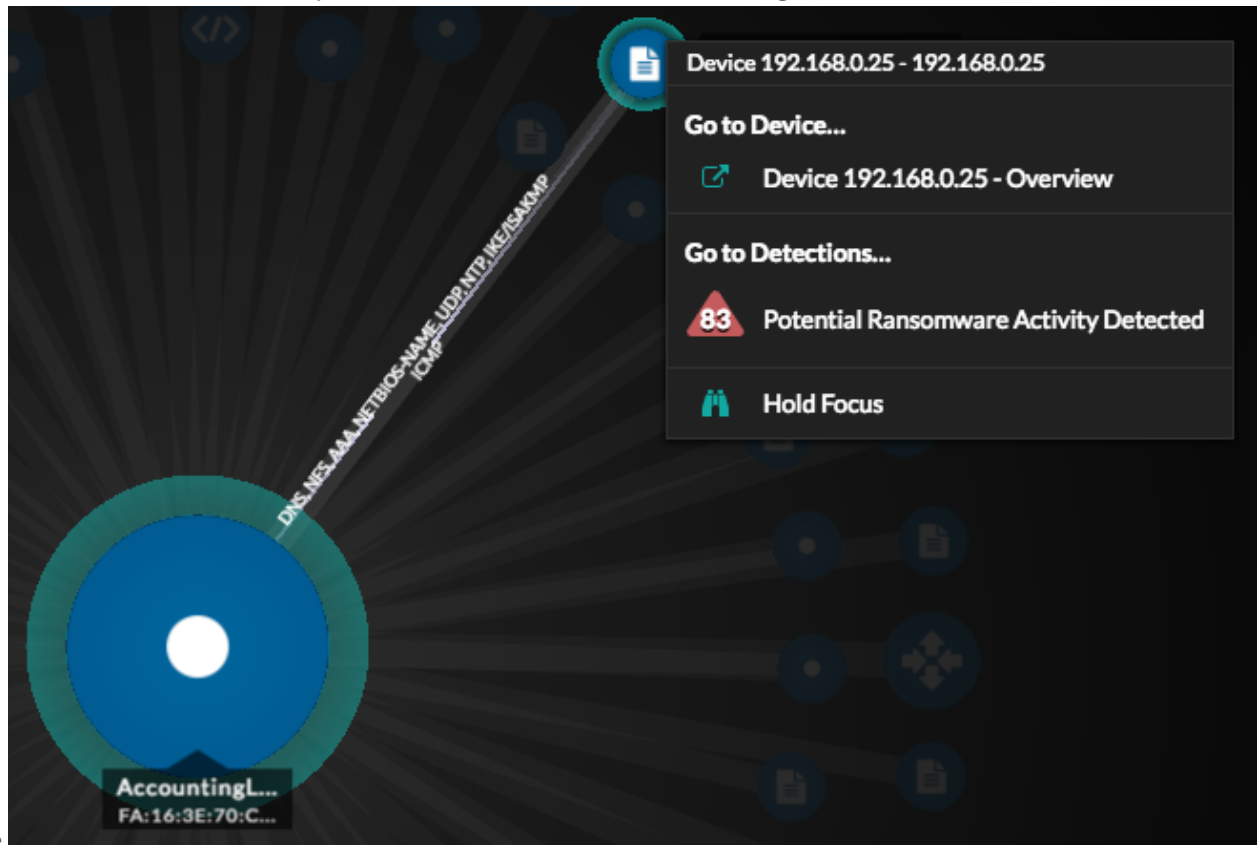 </>
Device 192.168.0.25 - 192.168.0.25
Go to Device...
Device 192.168.0.25 - Overview
Go to Detections...
83 Potential Ransomware Activity Detected
Hold Focus
...DNS, NFS, AAA, NETBIOS-NAME, UDP, NTP, IKE/ISAKMP
ICMP
AccountingL...
FA:16:3E:70:C...